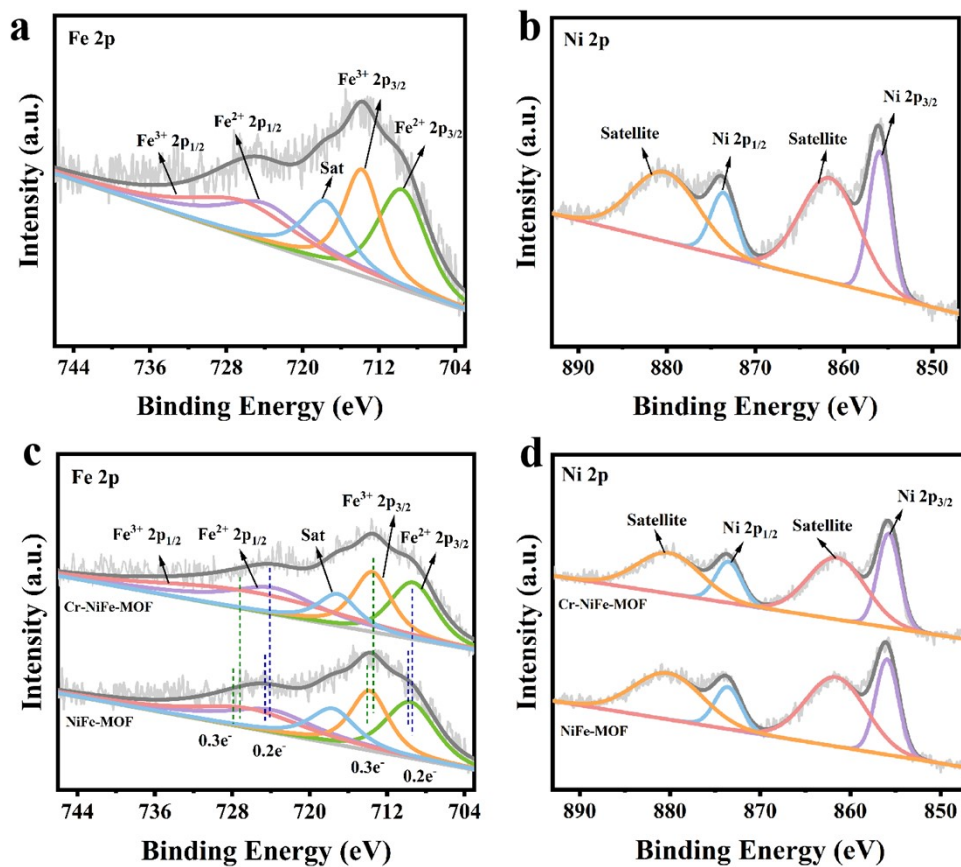 a
Fe 2p
Fe³⁺ 2p₁/₂
Fe²⁺ 2p₁/₂
Sat
Fe³⁺ 2p₃/₂
Fe²⁺ 2p₃/₂
Intensity (a.u.)
744 736 728 720 712 704
Binding Energy (eV)
b
Ni 2p
Satellite
Ni 2p₁/₂
Satellite
Ni 2p₃/₂
Intensity (a.u.)
890 880 870 860 850
Binding Energy (eV)
c
Fe 2p
Fe³⁺ 2p₁/₂
Fe²⁺ 2p₁/₂
Sat
Fe³⁺ 2p₃/₂
Fe²⁺ 2p₃/₂
Cr-NiFe-MOF
NiFe-MOF
0.3e⁻
0.2e⁻
0.3e⁻
0.2e⁻
Intensity (a.u.)
744 736 728 720 712 704
Binding Energy (eV)
d
Ni 2p
Satellite
Ni 2p₁/₂
Satellite
Ni 2p₃/₂
Cr-NiFe-MOF
NiFe-MOF
Intensity (a.u.)
890 880 870 860 850
Binding Energy (eV)